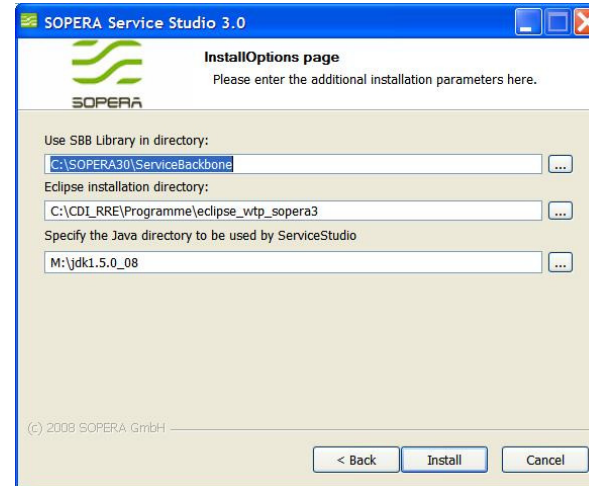 SOPERA Service Studio 3.0
InstallOptions page
Please enter the additional installation parameters here.
SOPERA
Use SBB Library in directory:
C:\SOPERA30\ServiceBackbone
...
Eclipse installation directory:
C:\CDI_RRE\Programme\eclipse_wtp_sopera3
...
Specify the Java directory to be used by ServiceStudio
M:\jdk1.5.0_08
...
(c) 2008 SOPERA GmbH
< Back Install Cancel